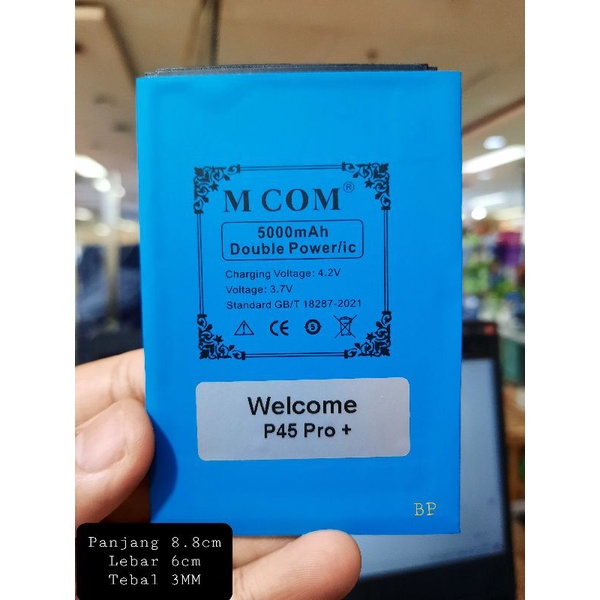 M COM®
5000mAh
Double Power/ic
Charging Voltage: 4.2V
Voltage: 3.7V
Standard GB/T 18287-2021
CE
Welcome
P45 Pro +
BP
Panjang 8.8cm
Lebar 6cm
Tebal 3MM